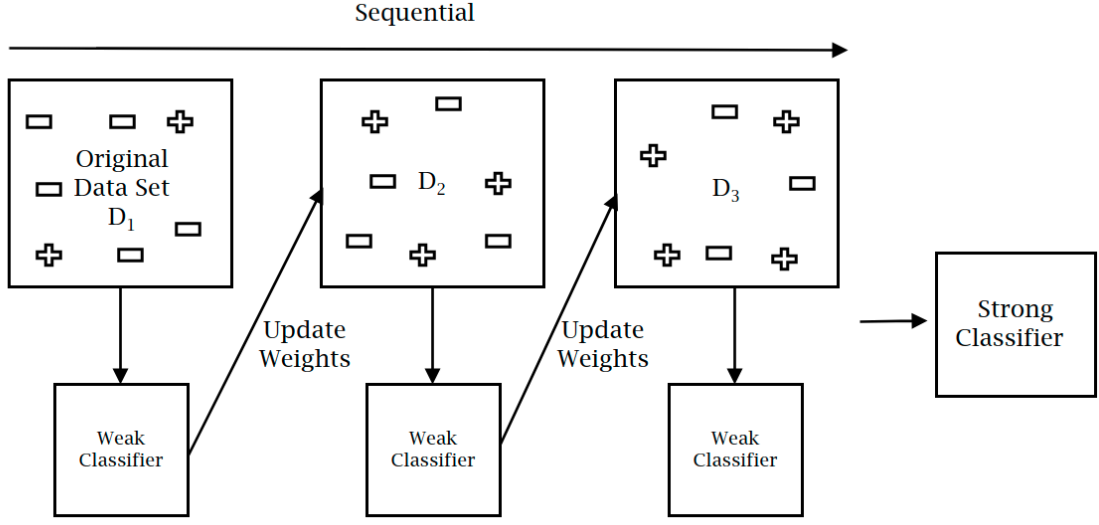 Sequential
Original
Data Set
D₁
D₂
D₃
Update
Weights
Update
Weights
Strong
Classifier
Weak
Classifier
Weak
Classifier
Weak
Classifier